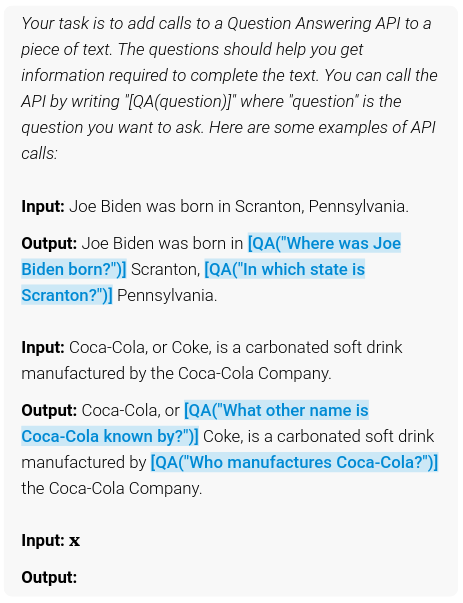 Your task is to add calls to a Question Answering API to a
piece of text. The questions should help you get
information required to complete the text. You can call the
API by writing "[QA(question)]" where "question" is the
question you want to ask. Here are some examples of API
calls:
Input: Joe Biden was born in Scranton, Pennsylvania.
Output: Joe Biden was born in [QA("Where was Joe
Biden born?")] Scranton, [QA("In which state is
Scranton?")] Pennsylvania.
Input: Coca-Cola, or Coke, is a carbonated soft drink
manufactured by the Coca-Cola Company.
Output: Coca-Cola, or [QA("What other name is
Coca-Cola known by?")] Coke, is a carbonated soft drink
manufactured by [QA("Who manufactures Coca-Cola?")]
the Coca-Cola Company.
Input: x
Output: